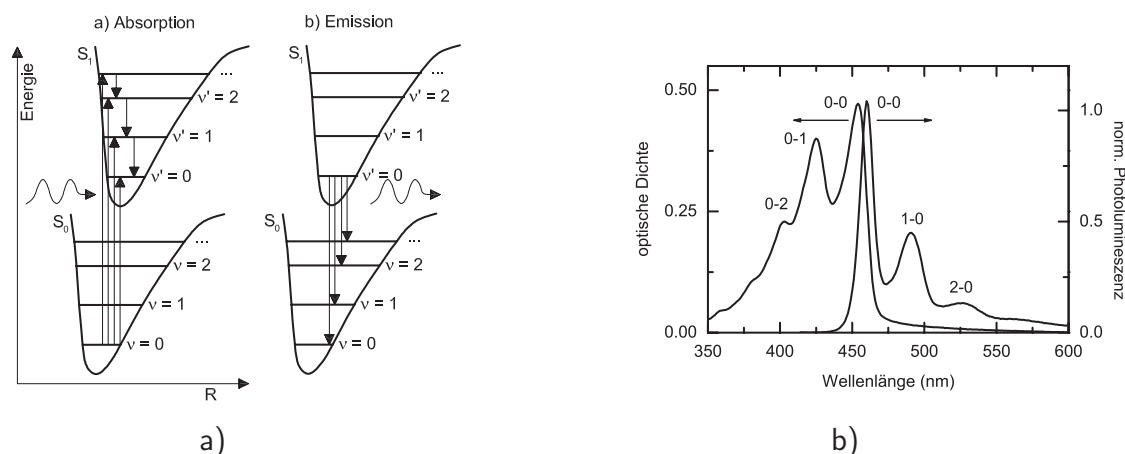 a) Absorption
b) Emission
Energie
S1
...
ν' = 2
ν' = 1
ν' = 0
S0
...
ν = 2
ν = 1
ν = 0
R
S1
...
ν' = 2
ν' = 1
ν' = 0
S0
...
ν = 2
ν = 1
ν = 0
a)
optische Dichte
0.50
0.25
0.00
0-2
0-1
0-0
0-0
1-0
2-0
1.0
0.5
0.0
norm. Photolumineszenz
350 400 450 500 550 600
Wellenlänge (nm)
b)